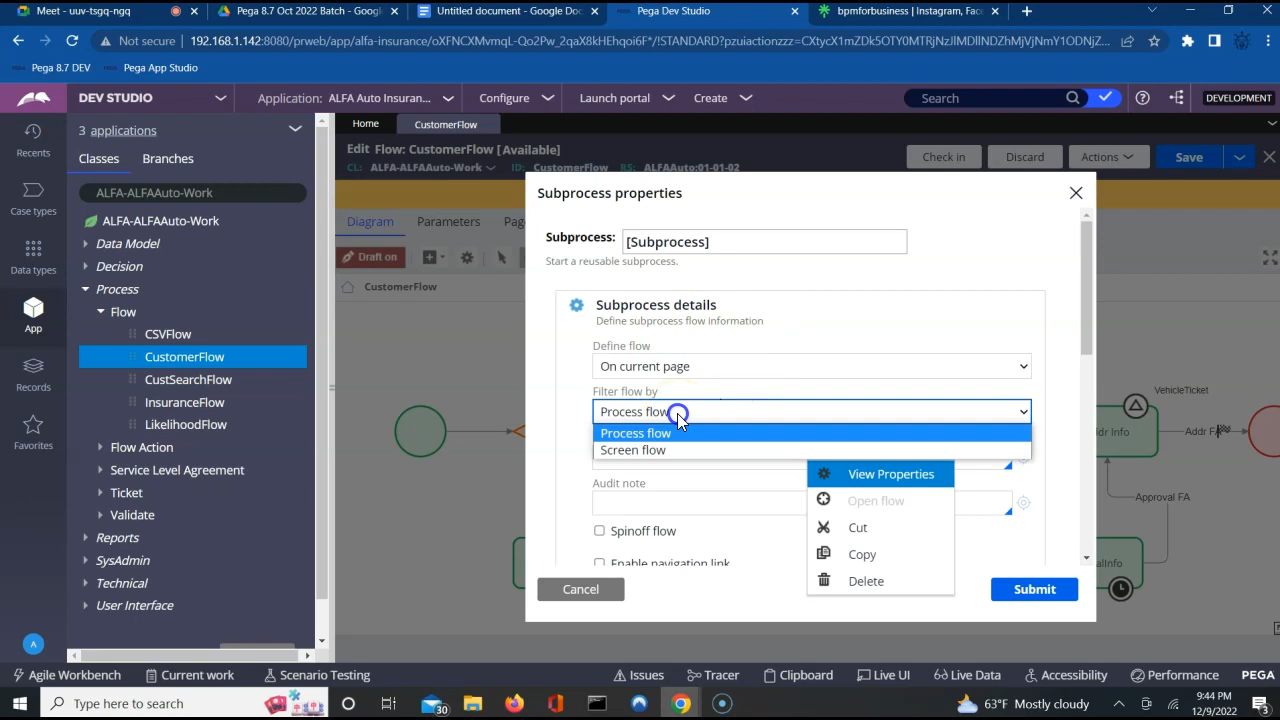 Meet - uuv-tsgq-ngq
Pega 8.7 Oct 2022 Batch - Googl
Untitled document - Google Doc
Pega Dev Studio
bpmforbusiness | Instagram, Fac
Not secure 192.168.1.142:8080/prweb/app/alfa-insurance/
Pega 8.7 DEV
Pega App Studio
DEV STUDIO
Application: ALFA Auto Insuran...
Configure
Launch portal
Create
Search
DEVELOPMENT
Recents
Case types
Data types
App
Records
Favorites
A
3 applications
Classes
Branches
ALFA-ALFAAuto-Work
ALFA-ALFAAuto-Work
Data Model
Decision
Process
Flow
CSVFlow
CustomerFlow
CustSearchFlow
InsuranceFlow
LikelihoodFlow
Flow Action
Service Level Agreement
Ticket
Validate
Reports
SysAdmin
Technical
User Interface
Home
CustomerFlow
Edit Flow: CustomerFlow [Available]
CL: ALFA-ALFAAuto-Work ID: CustomerFlow RS: ALFAAuto:01-01-02
Check in
Discard
Actions
Save
Diagram
Parameters
Draft on
CustomerFlow
Subprocess properties
Subprocess: [Subprocess]
Start a reusable subprocess.
Subprocess details
Define subprocess flow information
Define flow
On current page
Filter flow by
Process flow
Process flow
Screen flow
Audit note
Spinoff flow
Enable navigation link
View Properties
Open flow
Cut
Copy
Delete
Cancel
Submit
VehicleTicket
Addr Info
Approval FA
Agile Workbench
Current work
Scenario Testing
Issues
Tracer
Clipboard
Live UI
Live Data
Accessibility
Performance
PEGA
Type here to search
30
63°F Mostly cloudy
9:44 PM
12/9/2022
3